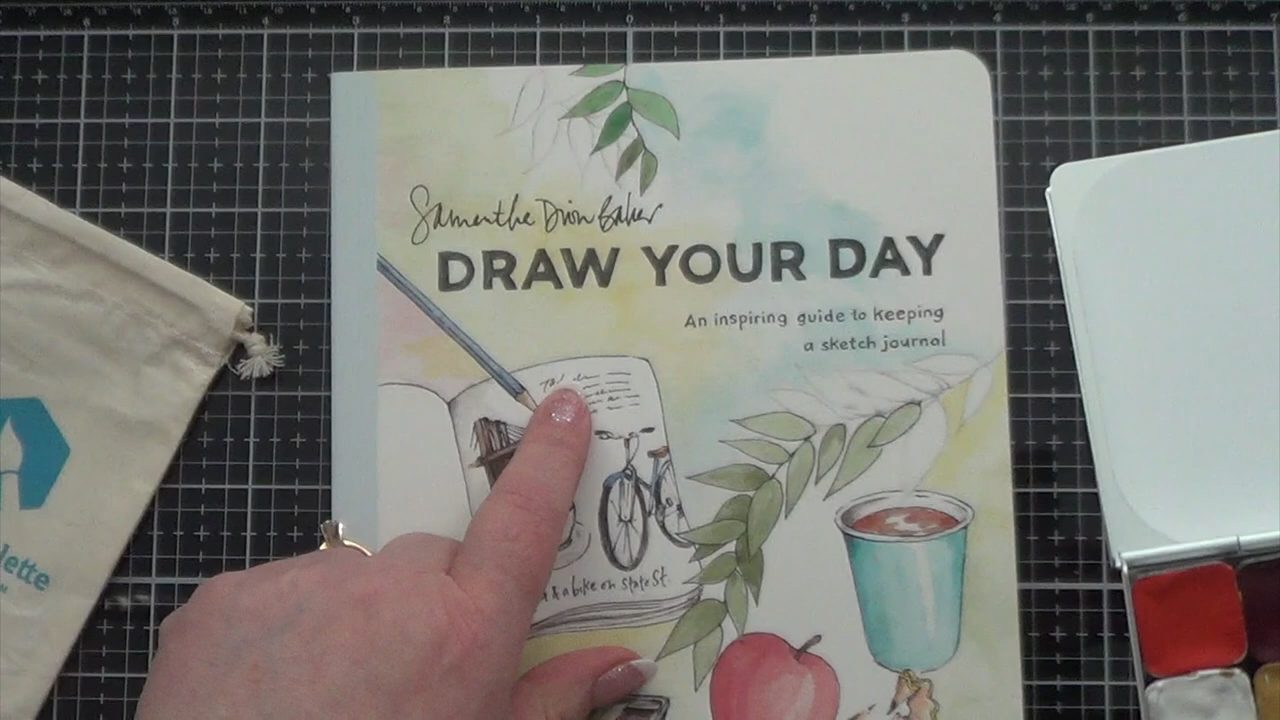 Samantha Dion Baker
DRAW YOUR DAY
An inspiring guide to keeping
a sketch journal
& a bike on State St.
lette